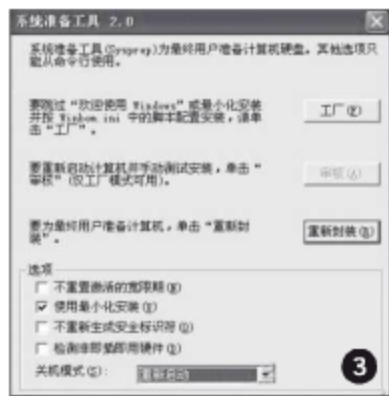 系统准备工具 2.0
系统准备工具(Sysprep)为最终用户准备计算机硬盘。其他选项只
能从命令行使用。
要跳过“欢迎使用 Windows”或最小化安装
并按 Winbom.ini 中的脚本配置安装，请单
击“工厂”。
工厂(F)
要重新启动计算机并手动测试安装，单击“
审核”(仅工厂模式可用)。
审核(A)
要为最终用户准备计算机，单击“重新封
装”。
重新封装(R)
选项
不重置激活的宽限期(W)
使用最小化安装(Y)
不重新生成安全标识符(D)
检测非即插即用硬件(D)
关机模式(S):
重新启动
3